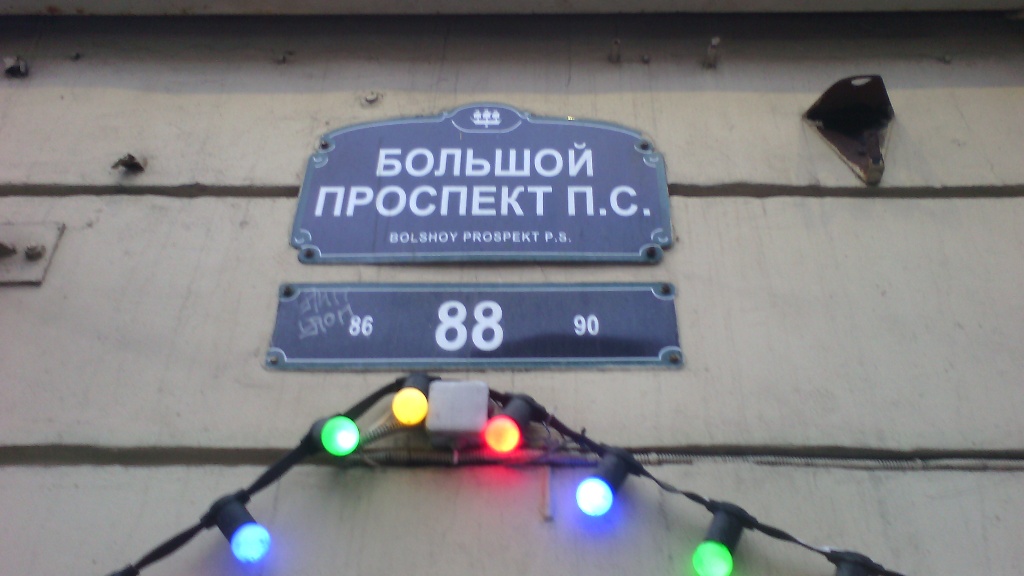 БОЛЬШОЙ
ПРОСПЕКТ П.С.
BOLSHOY PROSPEKT P.S.
86 88 90